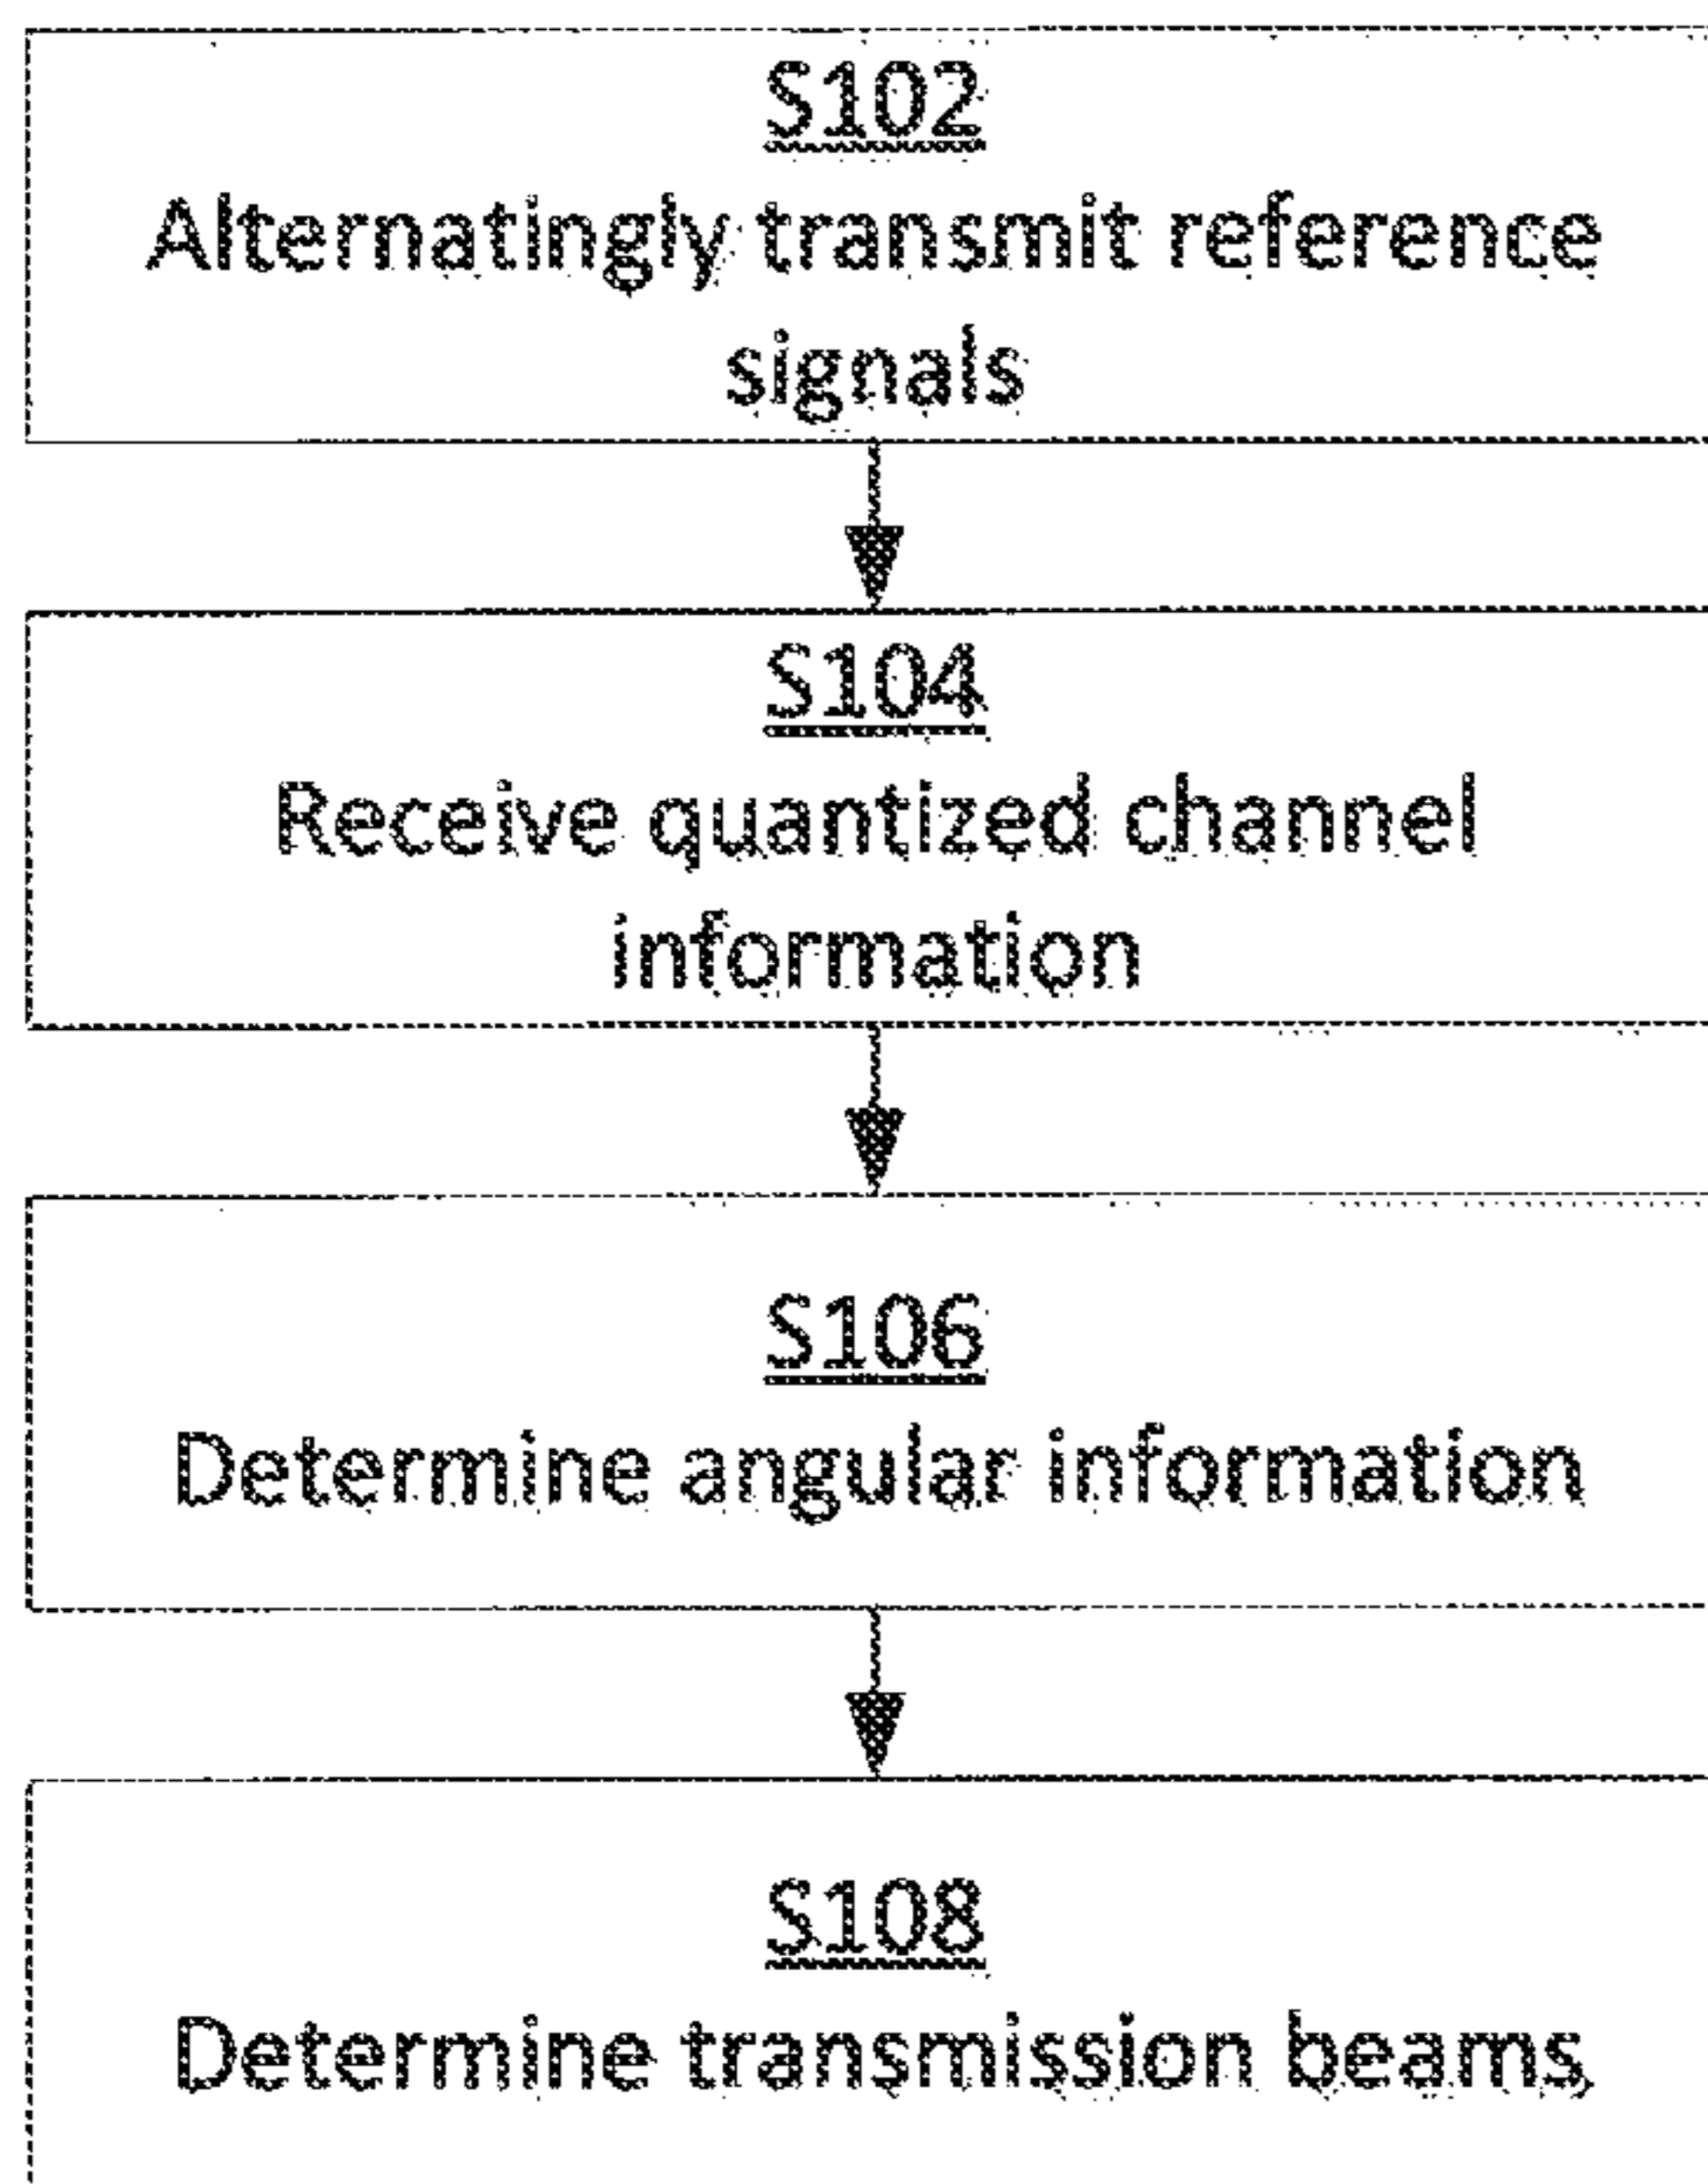 S102
Alternatingly transmit reference
signals
S104
Receive quantized channel
information
S106
Determine angular information
S108
Determine transmission beams